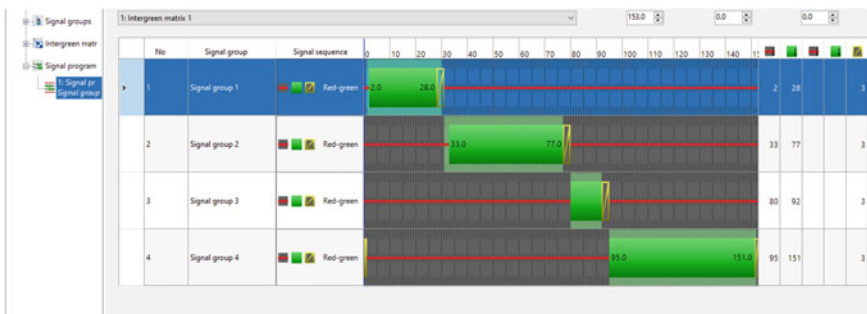 Signal groups
Intergreen matr
Signal program
1: Signal pr
Signal group
1: Intergreen matrix 1
153.0
0.0
0.0
No Signal group Signal sequence 0 10 20 30 40 50 60 70 80 90 100 110 120 130 140 15
1 Signal group 1 Red-green 2.0 28.0 2 28 3
2 Signal group 2 Red-green 33.0 77.0 33 77 3
3 Signal group 3 Red-green 80 92 3
4 Signal group 4 Red-green 95.0 151.0 95 151 3